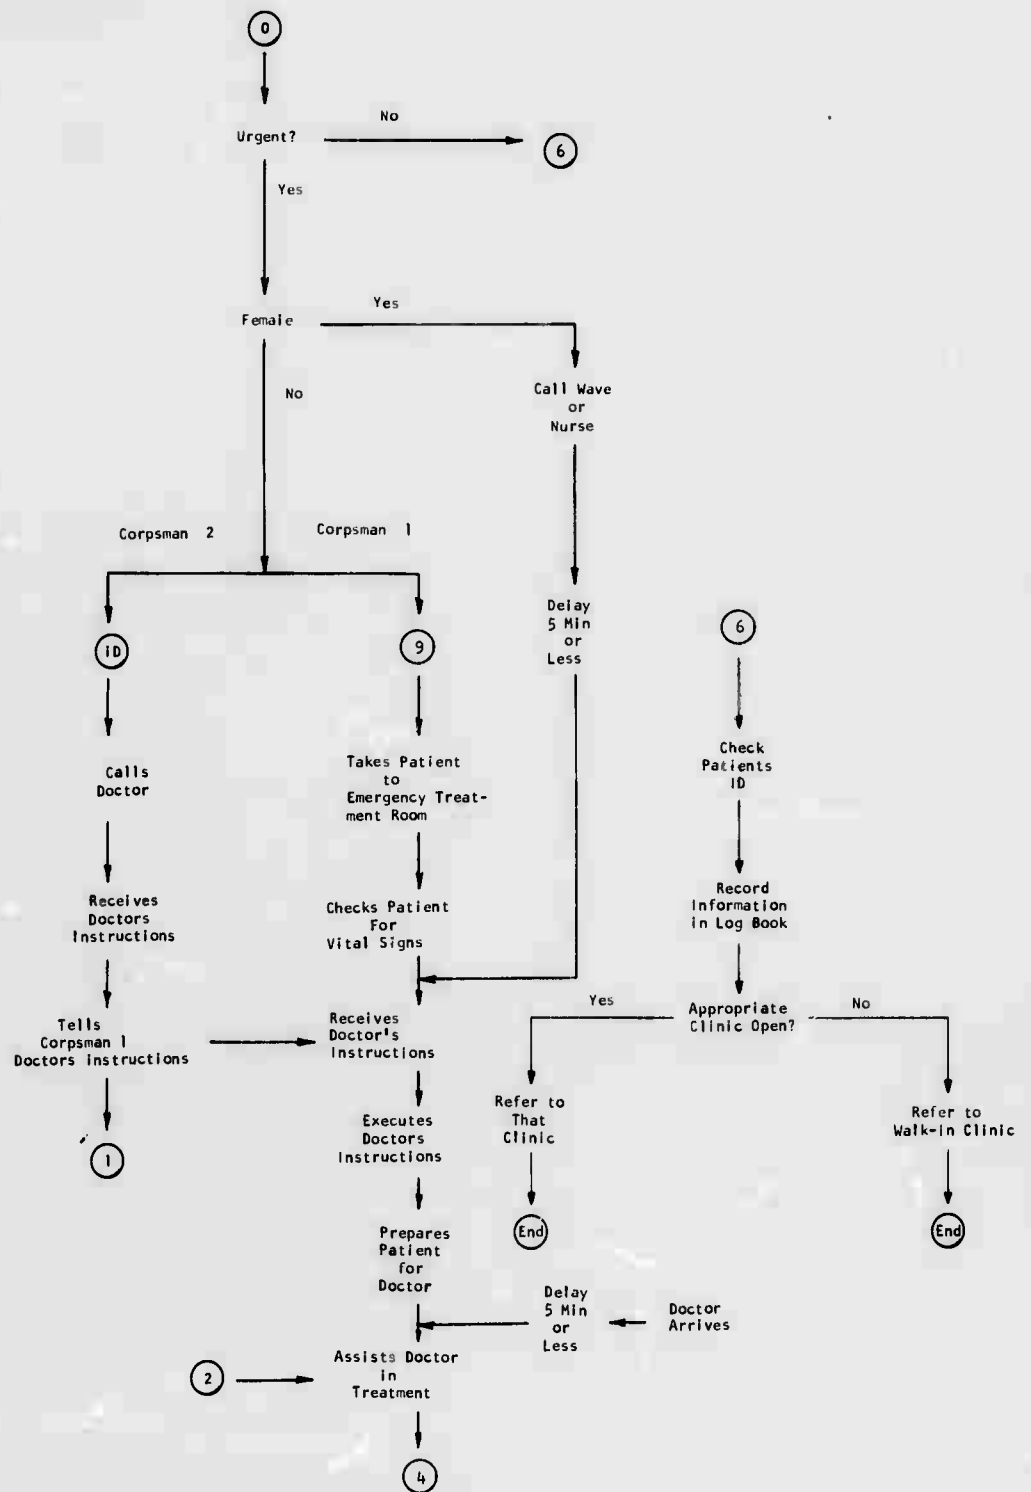 0
Urgent?
No
6
Yes
Female
Yes
No
Call Wave
or
Nurse
Corpsman 2
Corpsman 1
Delay
5 Min
or
Less
6
iD
9
Calls
Doctor
Takes Patient
to
Emergency Treat-
ment Room
Check
Patients
ID
Receives
Doctors
Instructions
Checks Patient
For
Vital Signs
Record
Information
in Log Book
Tells
Corpsman 1
Doctors Instructions
Receives
Doctor's
Instructions
Yes
Appropriate
Clinic Open?
No
1
Executes
Doctors
Instructions
Refer to
That
Clinic
Refer to
Walk-in Clinic
End
End
Prepares
Patient
for
Doctor
Delay
5 Min
or
Less
Doctor
Arrives
2
Assists Doctor
in
Treatment
4